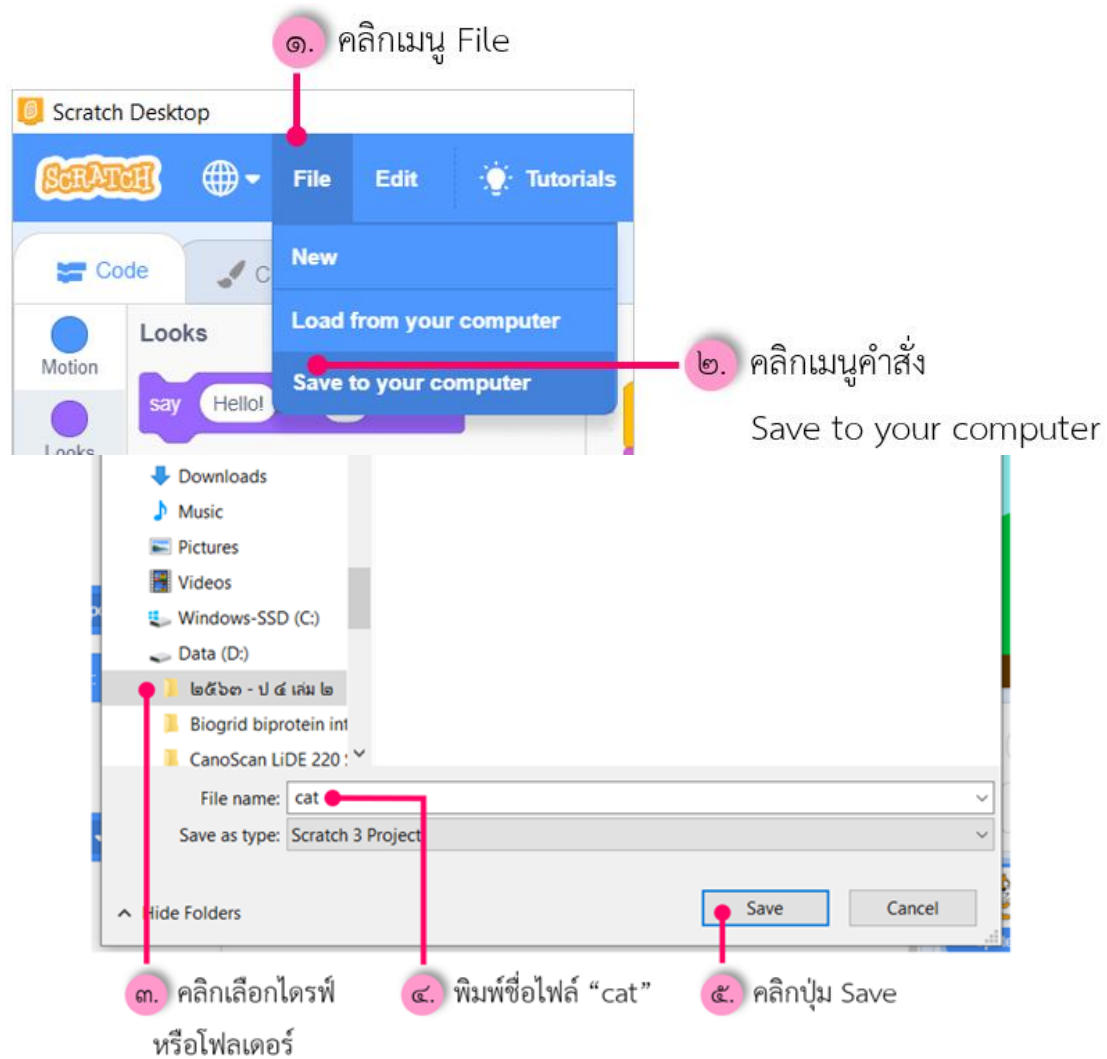 ๑. คลิกเมนู File
Scratch Desktop
SCRATCH File Edit Tutorials
Code C
New
Load from your computer
Save to your computer
Motion
Looks
say Hello!
Looks
๒. คลิกเมนูคำสั่ง
Save to your computer
Downloads
Music
Pictures
Videos
Windows-SSD (C:)
Data (D:)
๒๕๖๓ - ป ๔ เล่ม ๒
Biogrid biprotein int
CanoScan LiDE 220 S
File name: cat
Save as type: Scratch 3 Project
Hide Folders
Save Cancel
๓. คลิกเลือกไดรฟ์
หรือโฟลเดอร์
๔. พิมพ์ชื่อไฟล์ “cat”
๕. คลิกปุ่ม Save